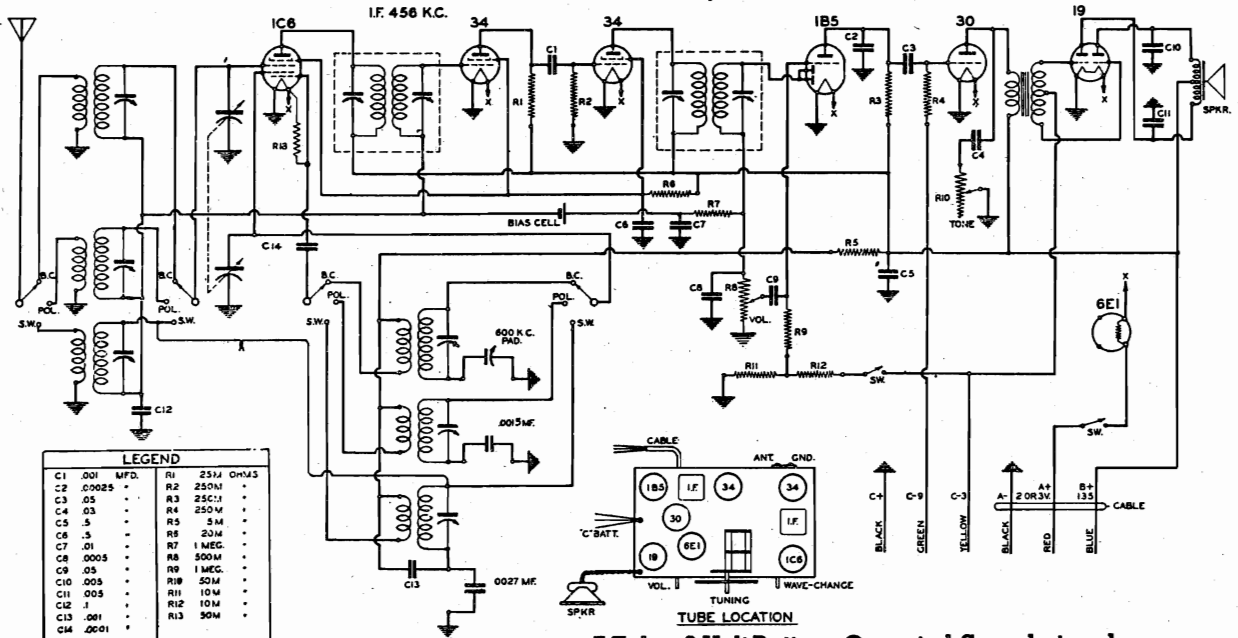 I.F. 456 K.C.
1C6
34
34
1B5
30
19
C1
C2
C3
R1
R2
R3
R4
C10
C11
SPKR.
X
X
X
X
X
X
R13
C4
R10
TONE
R6
R7
BIAS CELL
C6
C7
C14
R5
C5
B.C.
POL.
S.W.
B.C.
POL.
S.W.
B.C.
POL.
S.W.
B.C.
POL.
S.W.
C8
R8
VOL.
C9
R9
R11
R12
SW.
6E1
X
SW.
600 K.C.
PAD.
.0015 MF.
C12
C13
.0027 MF.
C+
BLACK
C-9
GREEN
C-3
YELLOW
A-
BLACK
A+
2 OR 3V.
RED
B+
135
BLUE
CABLE
LEGEND
C1 .001 MFD. R1 25M OHMS
C2 .00025 " R2 250M "
C3 .05 " R3 250M "
C4 .03 " R4 250M "
C5 .5 " R5 5M "
C6 .5 " R6 20M "
C7 .01 " R7 1 MEG. "
C8 .0005 " R8 500M "
C9 .05 " R9 1 MEG. "
C10 .005 " R10 50M "
C11 .005 " R11 10M "
C12 .1 " R12 10M "
C13 .001 " R13 50M "
C14 .0001 "
CABLE
ANT. GND.
1B5
I.F.
34
34
30
I.F.
6E1
19
1C6
"C" BATT.
VOL.
TUNING
WAVE-CHANGE
SPKR
TUBE LOCATION